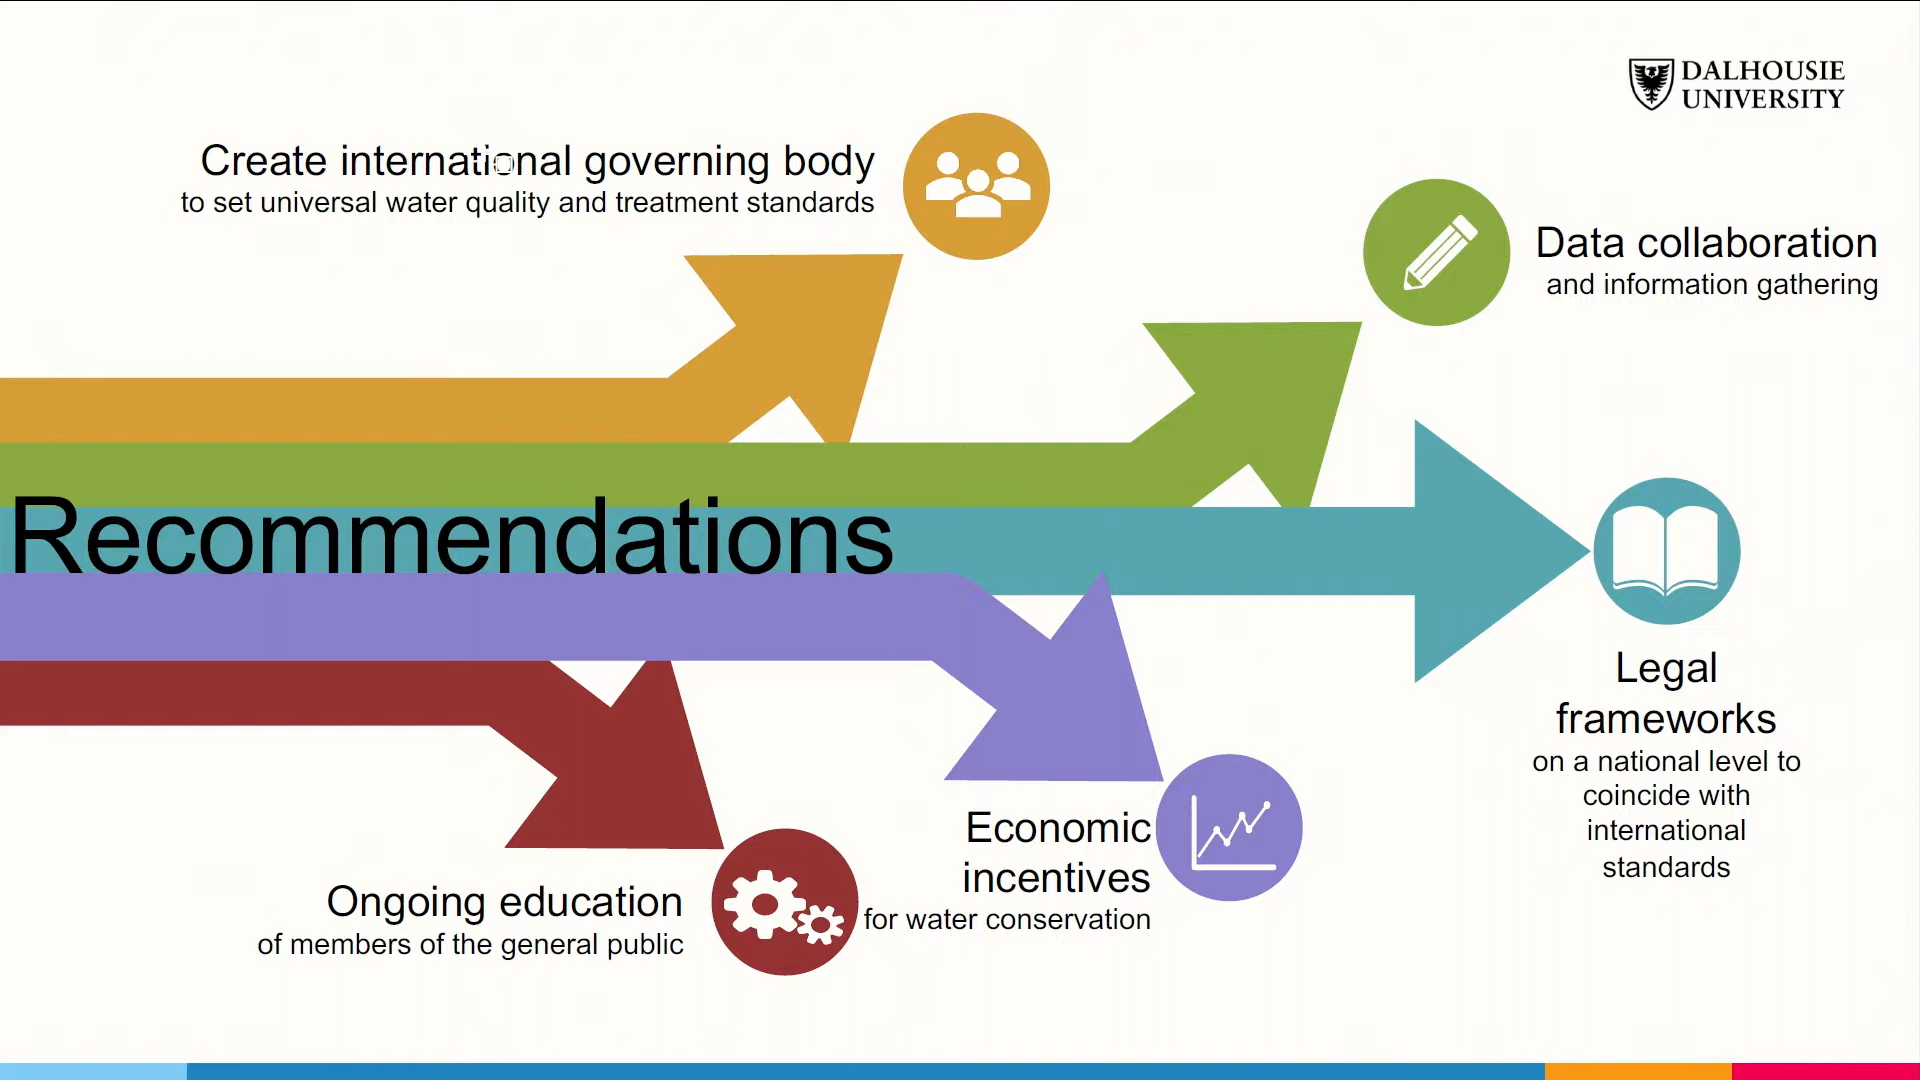 DALHOUSIE
UNIVERSITY
Create international governing body
to set universal water quality and treatment standards
Data collaboration
and information gathering
Recommendations
Legal
frameworks
on a national level to
coincide with
international
standards
Economic
incentives
for water conservation
Ongoing education
of members of the general public